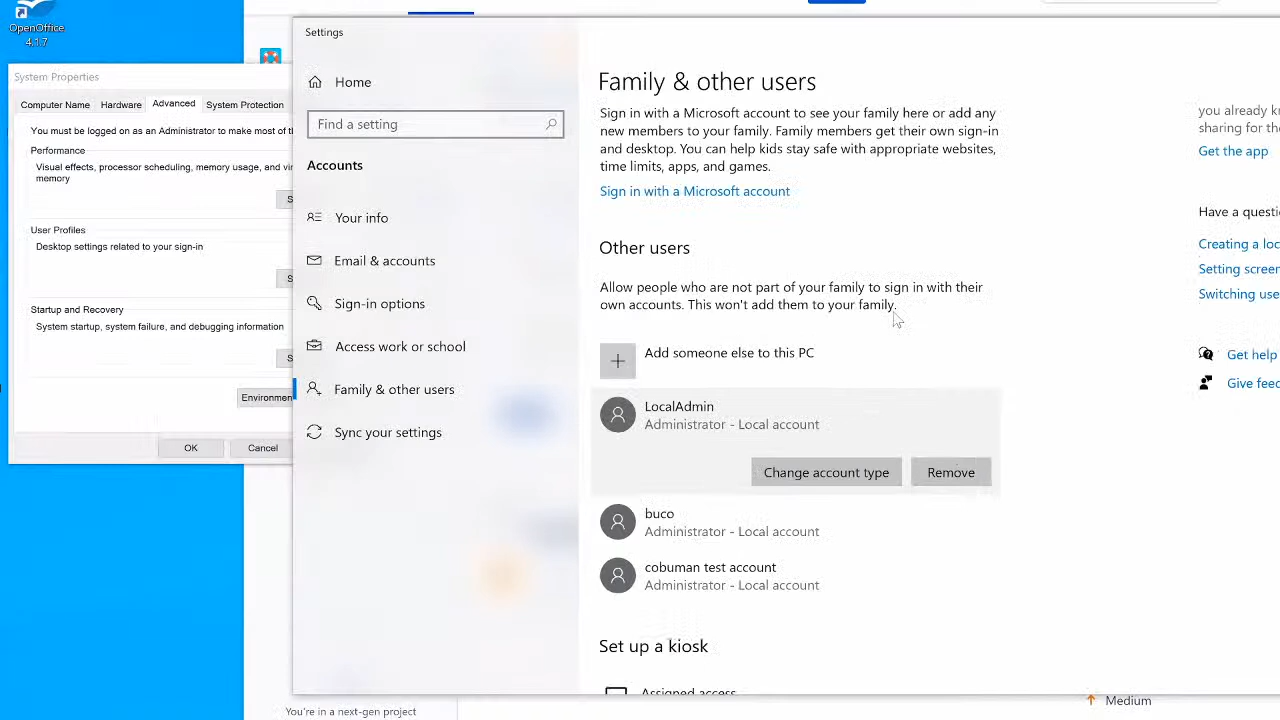 OpenOffice
4.1.7
System Properties
Computer Name
Hardware
Advanced
System Protection
You must be logged on as an Administrator to make most of
Performance
Visual effects, processor scheduling, memory usage, and
memory
User Profiles
Desktop settings related to your sign-in
Startup and Recovery
System startup, system failure, and debugging information
Environmen
OK
Cancel
Settings
Home
Find a setting
Accounts
Your info
Email & accounts
Sign-in options
Access work or school
Family & other users
Sync your settings
Family & other users
Sign in with a Microsoft account to see your family here or add any
new members to your family. Family members get their own sign-in
and desktop. You can help kids stay safe with appropriate websites,
time limits, apps, and games.
Sign in with a Microsoft account
Other users
Allow people who are not part of your family to sign in with their
own accounts. This won't add them to your family.
Add someone else to this PC
LocalAdmin
Administrator - Local account
Change account type
Remove
buco
Administrator - Local account
cobuman test account
Administrator - Local account
Set up a kiosk
Assigned access
you already
sharing for the
Get the app
Have a questi
Creating a loc
Setting screen
Switching use
Get help
Give feed
You're in a next-gen project
Medium